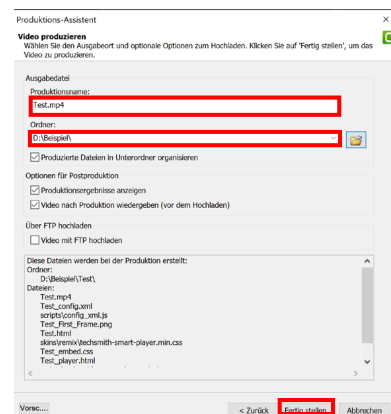 Produktions-Assistent
Video produzieren
Wählen Sie den Ausgabeort und optionale Optionen zum Hochladen. Klicken Sie auf 'Fertig stellen', um das
Video zu produzieren.
Ausgabedatei
Produktionsname:
Test.mp4
Ordner:
D:\Beispiel\
Produzierte Dateien in Unterordner organisieren
Optionen für Postproduktion
Produktionsergebnisse anzeigen
Video nach Produktion wiedergeben (vor dem Hochladen)
Über FTP hochladen
Video mit FTP hochladen
Diese Dateien werden bei der Produktion erstellt:
Ordner:
D:\Beispiel\Test\
Dateien:
Test.mp4
Test_config.xml
scripts\config_xml.js
Test_First_Frame.png
Test.html
skins\remix\techsmith-smart-player.min.css
Test_embed.css
Test_player.html
Vorsc....
< Zurück
Fertig stellen
Abbrechen